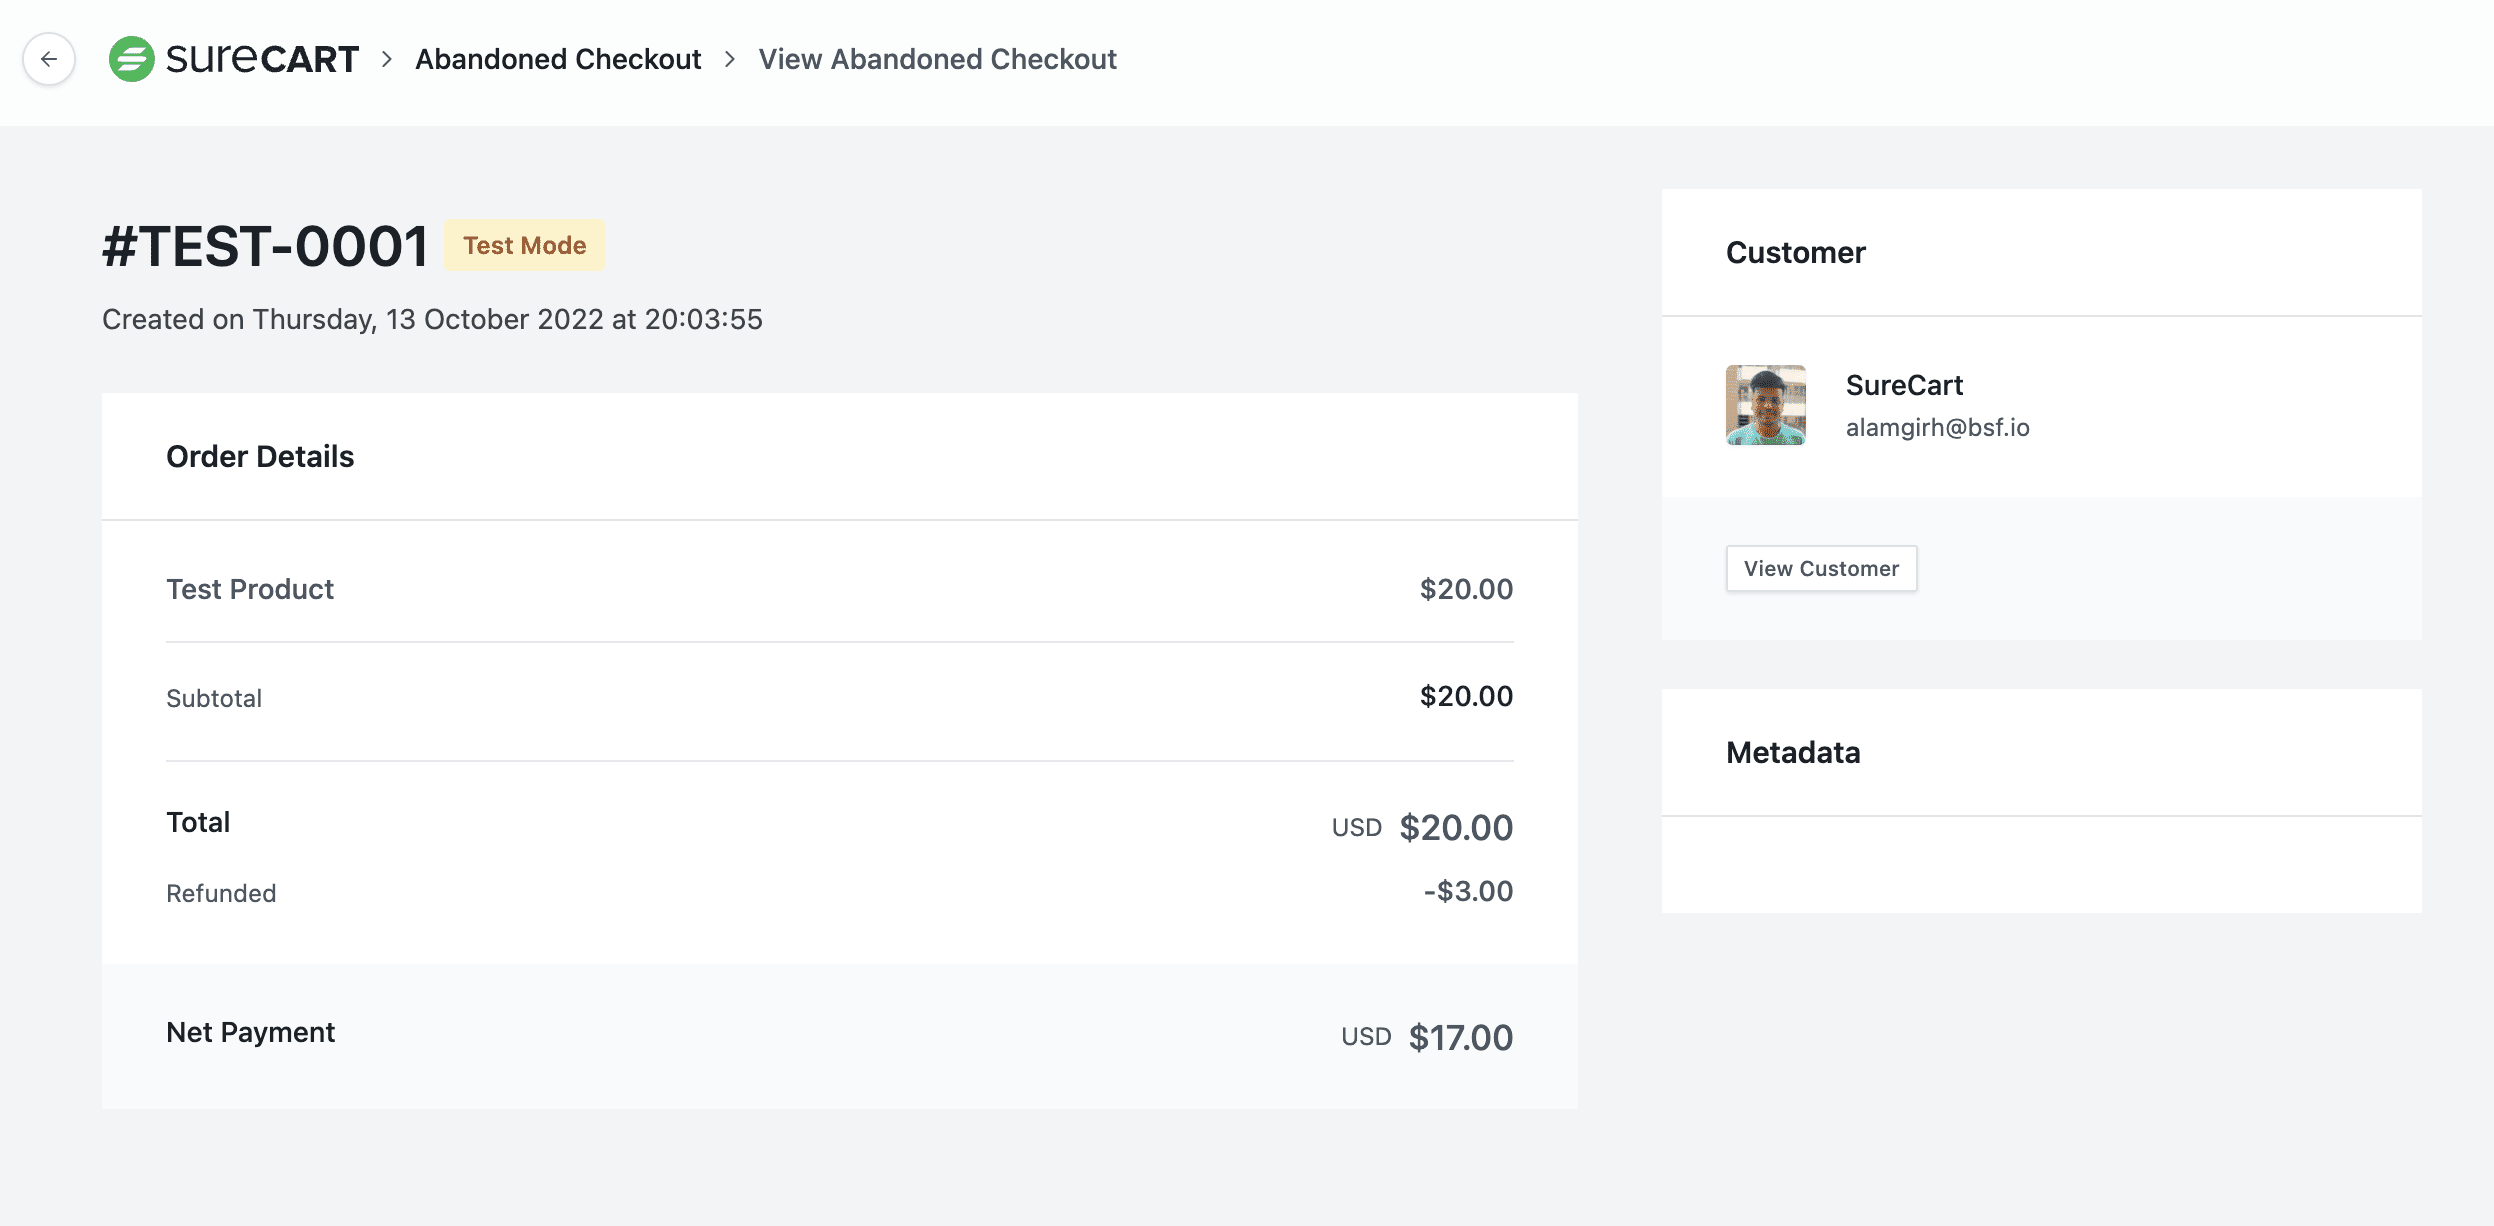 sureCART > Abandoned Checkout > View Abandoned Checkout
#TEST-0001 Test Mode
Created on Thursday, 13 October 2022 at 20:03:55
Order Details
Test Product $20.00
Subtotal $20.00
Total USD $20.00
Refunded -$3.00
Net Payment USD $17.00
Customer
SureCart
alamgirh@bsf.io
View Customer
Metadata